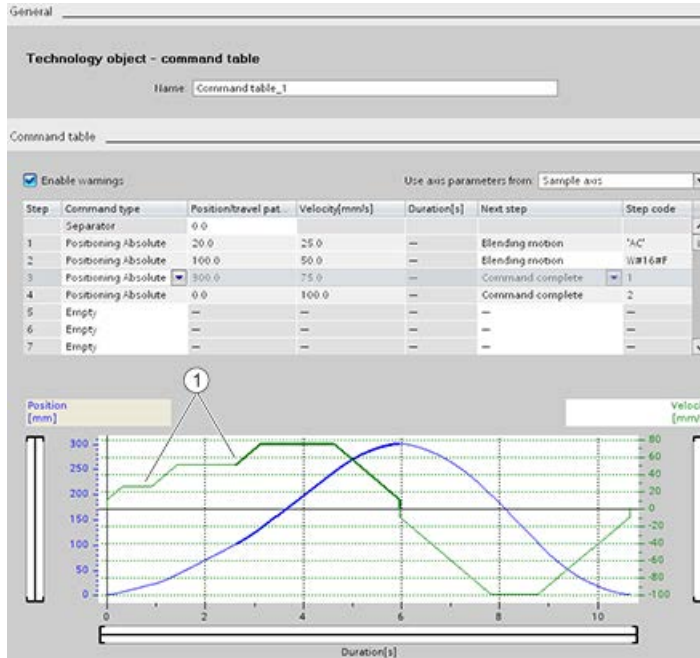 General
Technology object - command table
Name: Command table_1
Command table
Enable warnings Use axis parameters from: Sample axis
Step Command type Position/travel pat... Velocity[mm/s] Duration[s] Next step Step code
Separator 0.0
1 Positioning Absolute 20.0 25.0 — Blending motion 'AC'
2 Positioning Absolute 100.0 50.0 — Blending motion W#16#F
3 Positioning Absolute 300.0 75.0 — Command complete 1
4 Positioning Absolute 0.0 100.0 — Command complete 2
5 Empty — — — — —
6 Empty — — — — —
7 Empty — — — — —
1
Position
[mm]
Veloci
[mm/
300
250
200
150
100
50
0
80
60
40
20
0
-20
-40
-60
-80
-100
0 2 4 6 8 10
Duration[s]